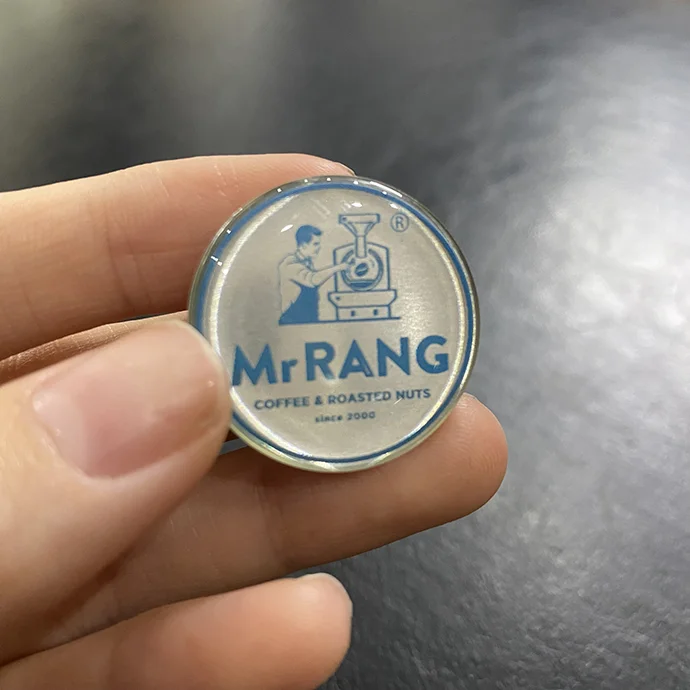 ®
MrRANG
COFFEE & ROASTED NUTS
since 2000